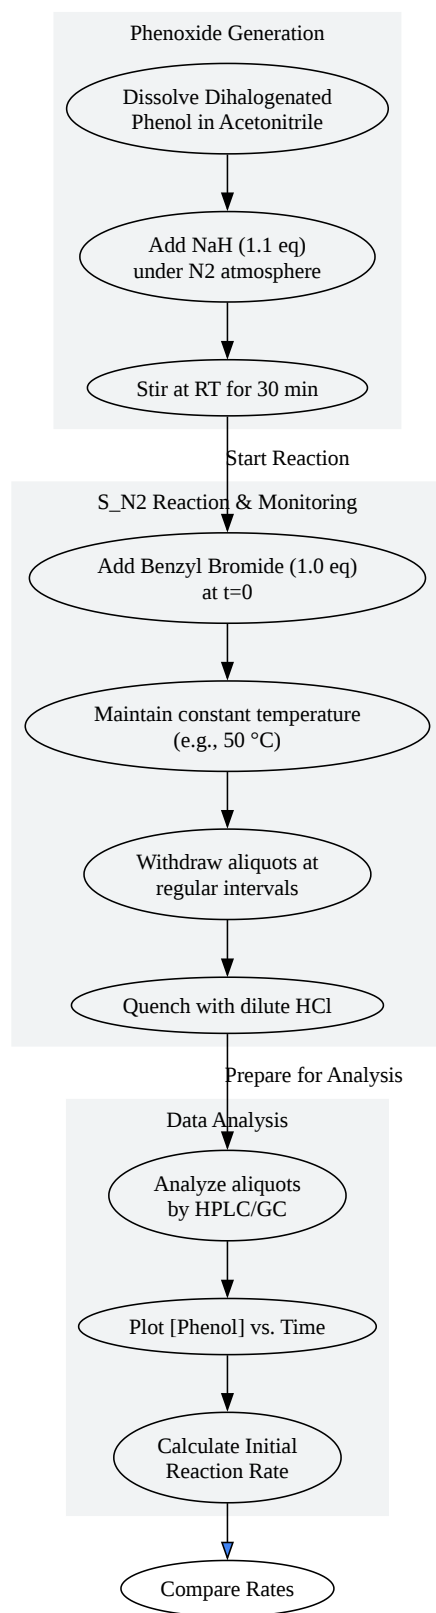 Phenoxide Generation
Dissolve Dihalogenated
Phenol in Acetonitrile
Add NaH (1.1 eq)
under N2 atmosphere
Stir at RT for 30 min
Start Reaction
S_N2 Reaction & Monitoring
Add Benzyl Bromide (1.0 eq)
at t=0
Maintain constant temperature
(e.g., 50 °C)
Withdraw aliquots at
regular intervals
Quench with dilute HCl
Prepare for Analysis
Data Analysis
Analyze aliquots
by HPLC/GC
Plot [Phenol] vs. Time
Calculate Initial
Reaction Rate
Compare Rates